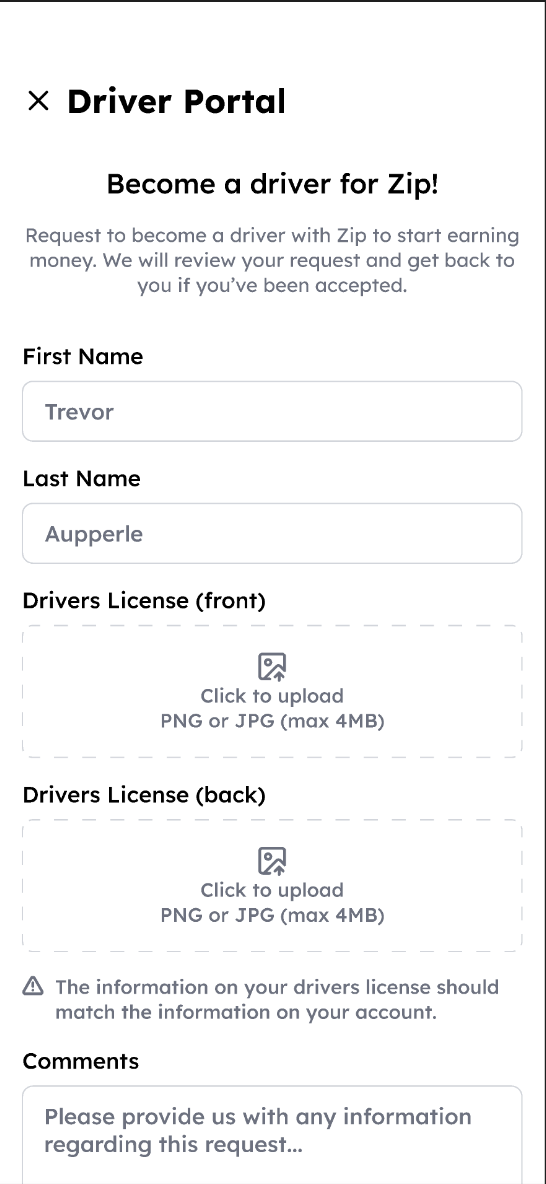 Driver Portal
Become a driver for Zip!
Request to become a driver with Zip to start earning
money. We will review your request and get back to
you if you’ve been accepted.
First Name
Trevor
Last Name
Aupperle
Drivers License (front)
Click to upload
PNG or JPG (max 4MB)
Drivers License (back)
Click to upload
PNG or JPG (max 4MB)
The information on your drivers license should
match the information on your account.
Comments
Please provide us with any information
regarding this request...